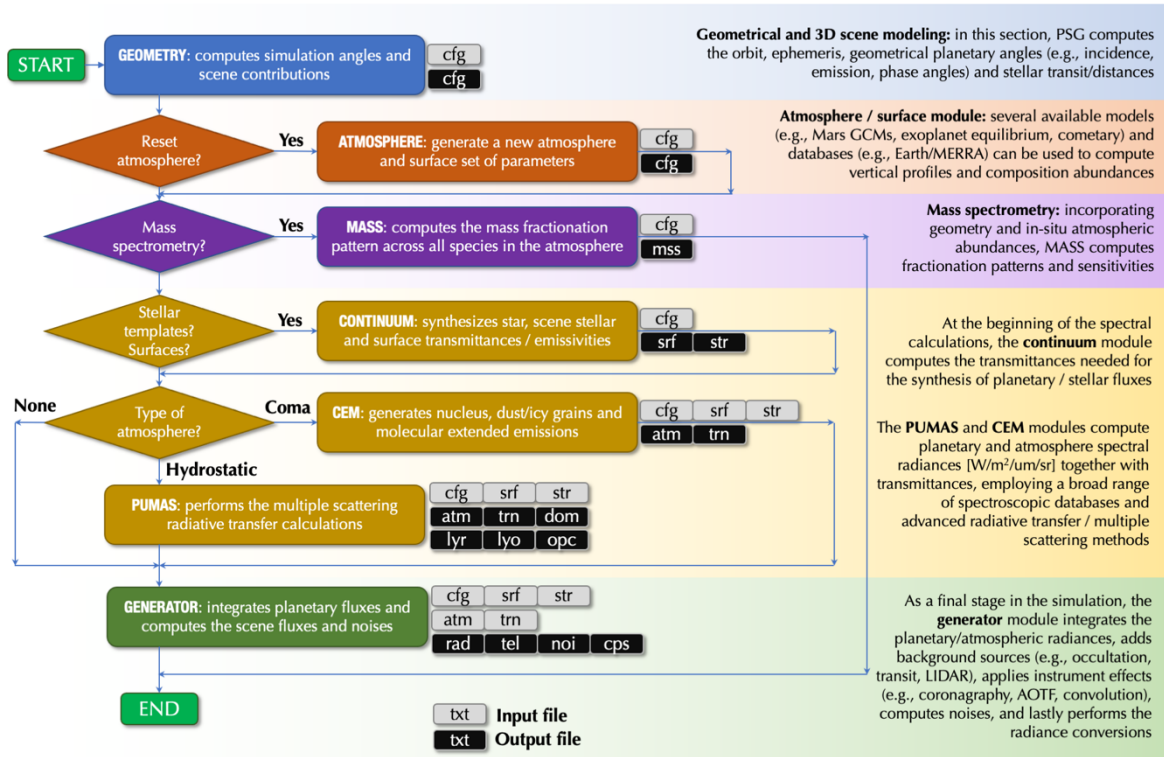 START
GEOMETRY: computes simulation angles and
scene contributions
cfg
cfg
Geometrical and 3D scene modeling: in this section, PSG computes
the orbit, ephemeris, geometrical planetary angles (e.g., incidence,
emission, phase angles) and stellar transit/distances
Reset
atmosphere?
Yes
ATMOSPHERE: generate a new atmosphere
and surface set of parameters
cfg
cfg
Atmosphere / surface module: several available models
(e.g., Mars GCMs, exoplanet equilibrium, cometary) and
databases (e.g., Earth/MERRA) can be used to compute
vertical profiles and composition abundances
Mass
spectrometry?
Yes
MASS: computes the mass fractionation
pattern across all species in the atmosphere
cfg
mss
Mass spectrometry: incorporating
geometry and in-situ atmospheric
abundances, MASS computes
fractionation patterns and sensitivities
Stellar
templates?
Surfaces?
Yes
CONTINUUM: synthesizes star, scene stellar
and surface transmittances / emissivities
cfg
srf str
At the beginning of the spectral
calculations, the continuum module
computes the transmittances needed for
the synthesis of planetary / stellar fluxes
None
Type of
atmosphere?
Coma
CEM: generates nucleus, dust/icy grains and
molecular extended emissions
cfg srf str
atm trn
Hydrostatic
The PUMAS and CEM modules compute
planetary and atmosphere spectral
radiances [W/m²/um/sr] together with
transmittances, employing a broad range
of spectroscopic databases and
advanced radiative transfer / multiple
scattering methods
PUMAS: performs the multiple scattering
radiative transfer calculations
cfg srf str
atm trn dom
lyr lyo opc
GENERATOR: integrates planetary fluxes and
computes the scene fluxes and noises
cfg srf str
atm trn
rad tel noi cps
As a final stage in the simulation, the
generator module integrates the
planetary/atmospheric radiances, adds
background sources (e.g., occultation,
transit, LIDAR), applies instrument effects
(e.g., coronagraphy, AOTF, convolution),
computes noises, and lastly performs the
radiance conversions
END
txt Input file
txt Output file